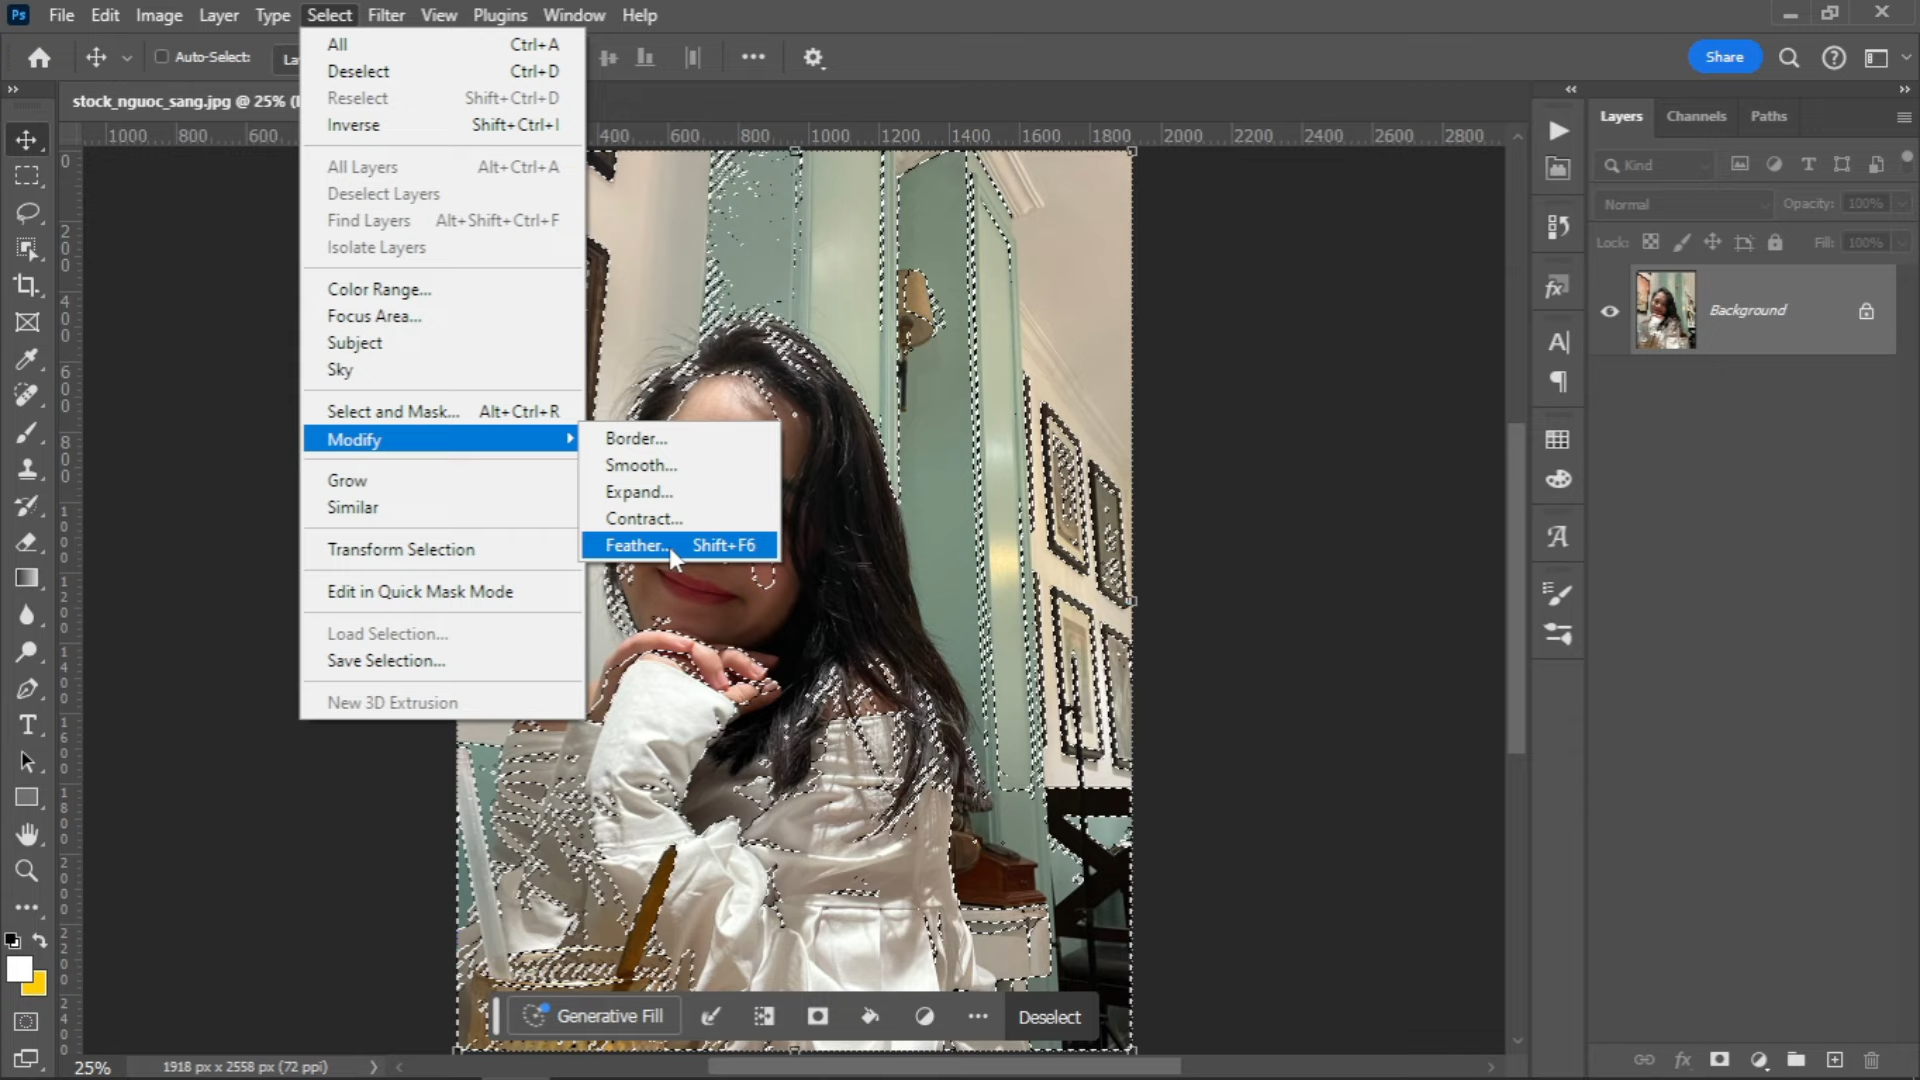 Ps File Edit Image Layer Type Select Filter View Plugins Window Help
Auto-Select:
Share
stock_nguoc_sang.jpg @ 25%
1000 800 600 400 600 800 1000 1200 1400 1600 1800 2000 2200 2400 2600 2800
All Ctrl+A
Deselect Ctrl+D
Reselect Shift+Ctrl+D
Inverse Shift+Ctrl+I
All Layers Alt+Ctrl+A
Deselect Layers
Find Layers Alt+Shift+Ctrl+F
Isolate Layers
Color Range...
Focus Area...
Subject
Sky
Select and Mask... Alt+Ctrl+R
Modify
Grow
Similar
Transform Selection
Edit in Quick Mask Mode
Load Selection...
Save Selection...
New 3D Extrusion
Border...
Smooth...
Expand...
Contract...
Feather... Shift+F6
Generative Fill
Deselect
25% 1918 px x 2558 px (72 ppi)
Layers Channels Paths
Kind
Normal Opacity: 100%
Lock: Fill: 100%
Background